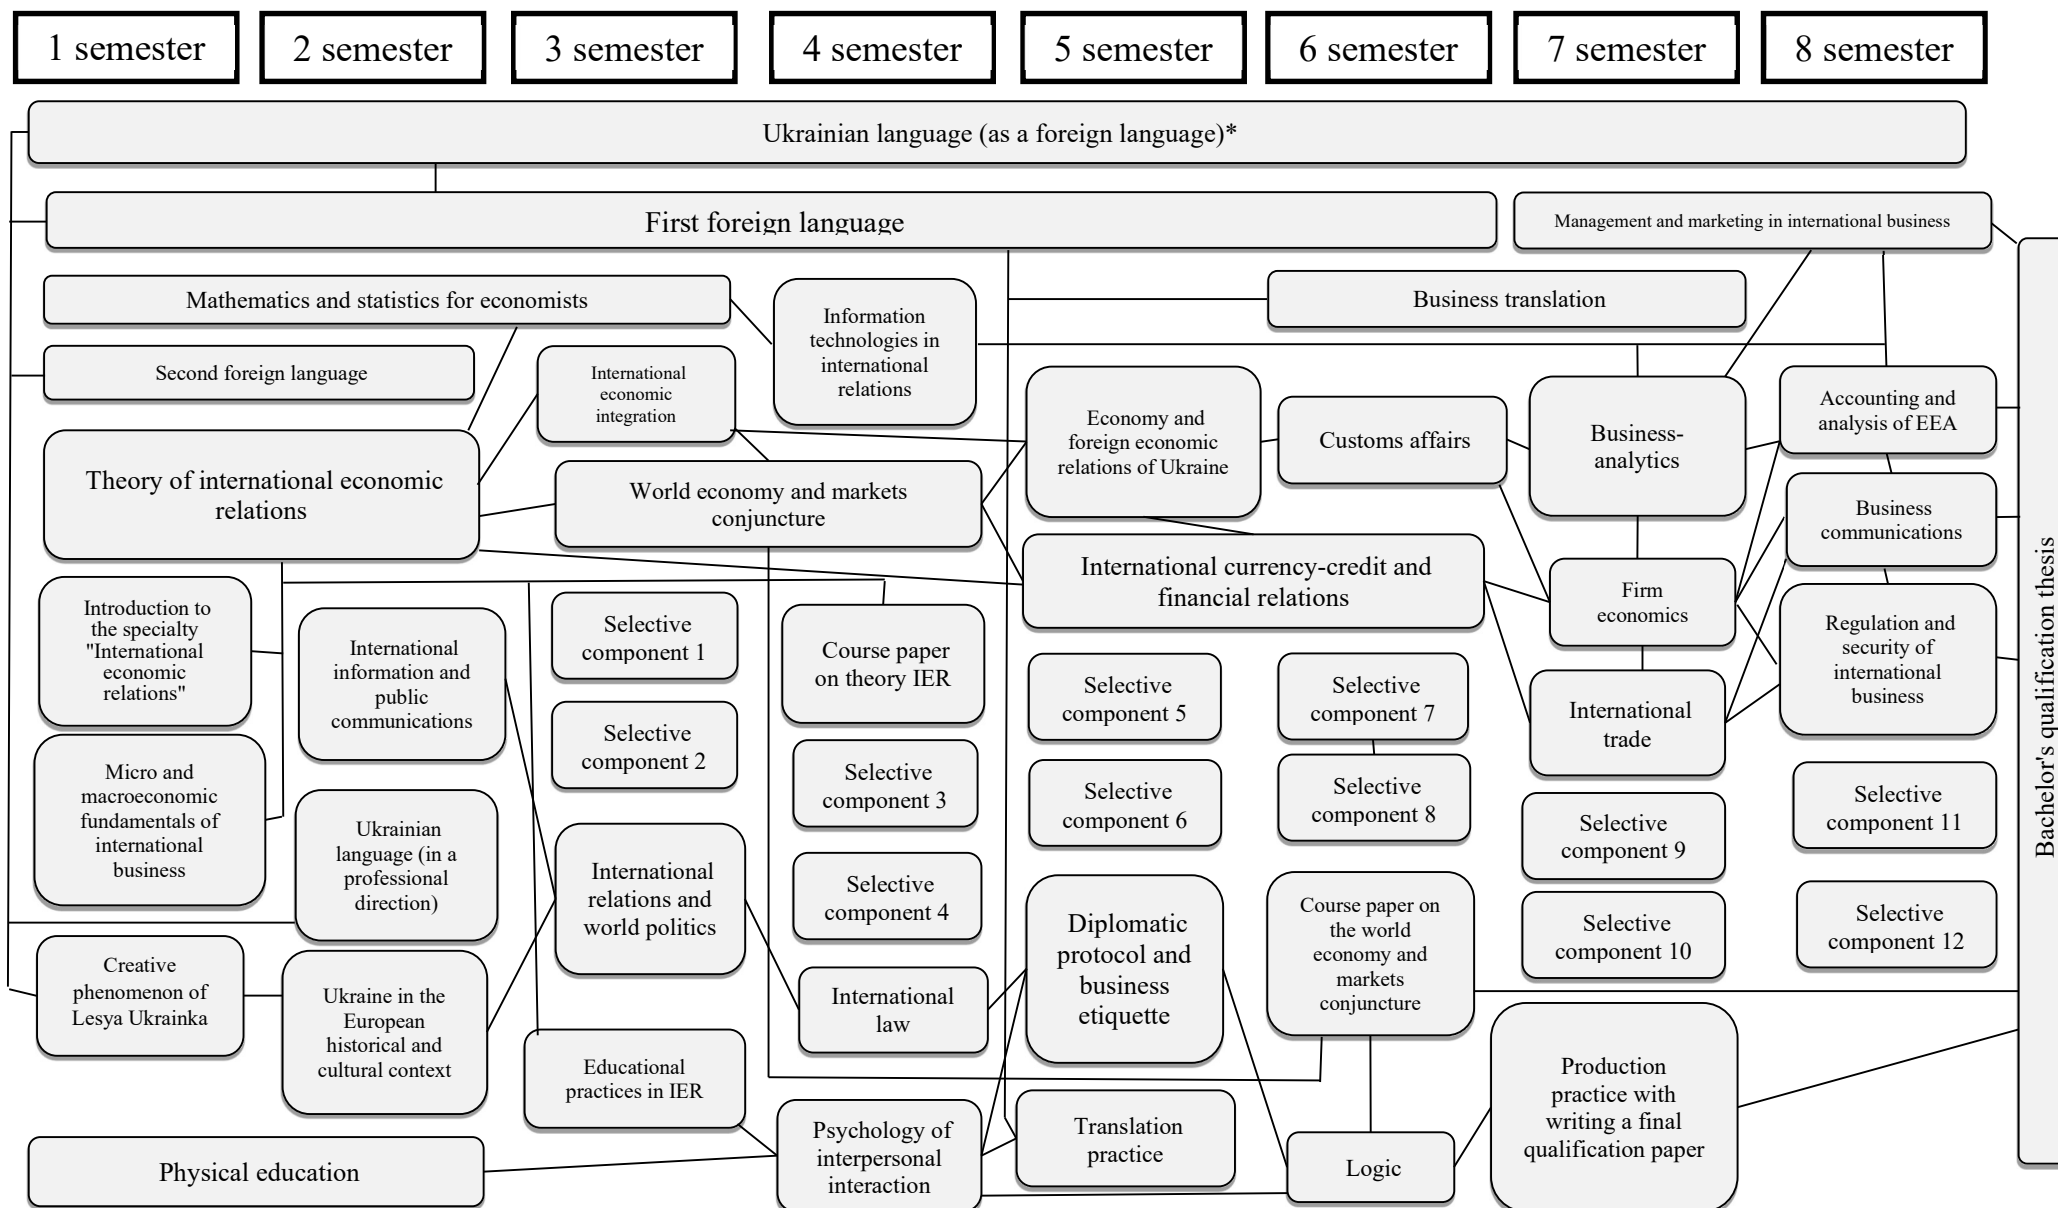 1 semester
2 semester
3 semester
4 semester
5 semester
6 semester
7 semester
8 semester
Ukrainian language (as a foreign language)*
First foreign language
Management and marketing in international business
Mathematics and statistics for economists
Information
technologies in
international
relations
Business translation
Second foreign language
International
economic
integration
Economy and
foreign economic
relations of Ukraine
Customs affairs
Business-
analytics
Accounting and
analysis of EEA
Theory of international economic
relations
World economy and markets
conjuncture
Business
communications
International currency-credit and
financial relations
Firm
economics
Introduction to
the specialty
"International
economic
relations"
International
information and
public
communications
Selective
component 1
Course paper
on theory IER
Selective
component 5
Selective
component 7
International
trade
Regulation and
security of
international
business
Selective
component 2
Selective
component 3
Selective
component 6
Selective
component 8
Micro and
macroeconomic
fundamentals of
international
business
Ukrainian
language (in a
professional
direction)
International
relations and
world politics
Selective
component 4
Selective
component 9
Selective
component 11
Diplomatic
protocol and
business
etiquette
Course paper on
the world
economy and
markets
conjuncture
Selective
component 10
Selective
component 12
Creative
phenomenon of
Lesya Ukrainka
Ukraine in the
European
historical and
cultural context
International
law
Educational
practices in IER
Production
practice with
writing a final
qualification paper
Physical education
Psychology of
interpersonal
interaction
Translation
practice
Logic
Bachelor's qualification thesis